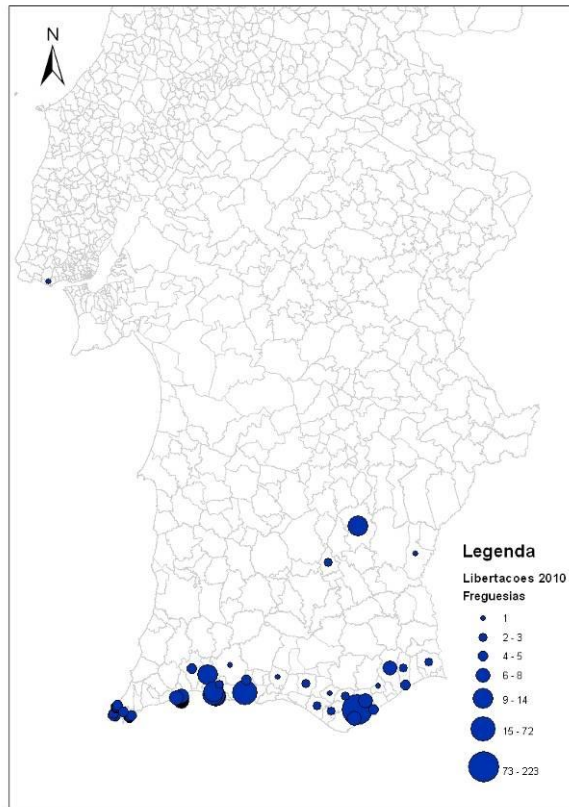 N
Legenda
Libertacoes 2010
Freguesias
1
2 - 3
4 - 5
6 - 8
9 - 14
15 - 72
73 - 223